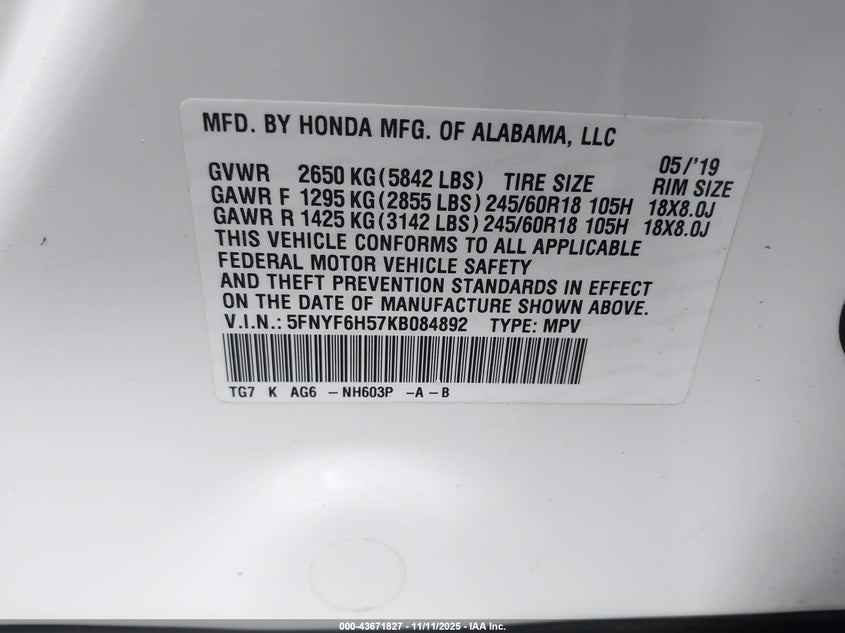 MFD. BY HONDA MFG. OF ALABAMA, LLC
05/'19
GVWR 2650 KG(5842 LBS) TIRE SIZE RIM SIZE
GAWR F 1295 KG(2855 LBS) 245/60R18 105H 18X8.0J
GAWR R 1425 KG(3142 LBS) 245/60R18 105H 18X8.0J
THIS VEHICLE CONFORMS TO ALL APPLICABLE
FEDERAL MOTOR VEHICLE SAFETY
AND THEFT PREVENTION STANDARDS IN EFFECT
ON THE DATE OF MANUFACTURE SHOWN ABOVE.
V.I.N.: 5FNYF6H57KB084892 TYPE: MPV
TG7 K AG6 -NH603P -A-B
000-43671827 - 11/11/2025 - IAA Inc.